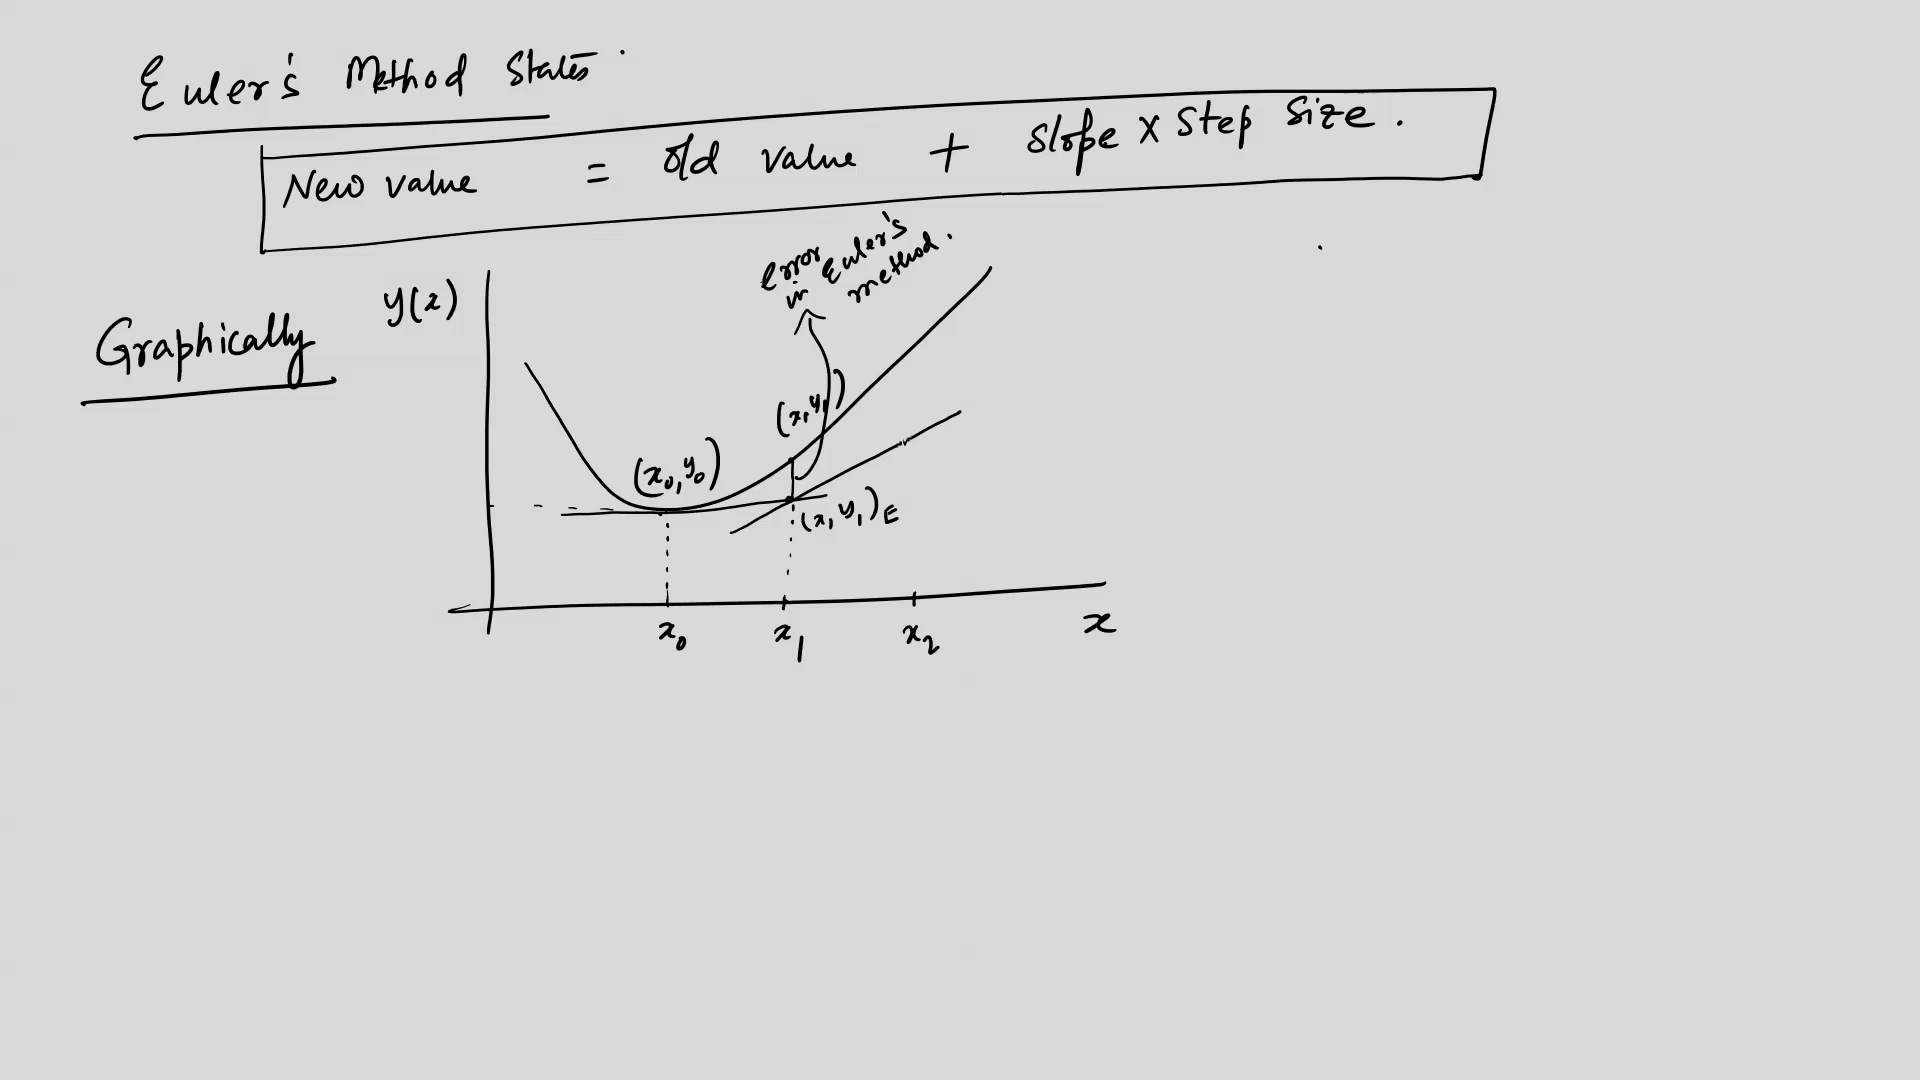 Euler's Method States
New value = Old value + Slope x Step Size.
error
in Euler's
method.
Graphically
y(x)
(x₁,y₁)
(x₀,y₀)
(x₁,y₁)E
x₀ x₁ x₂ x